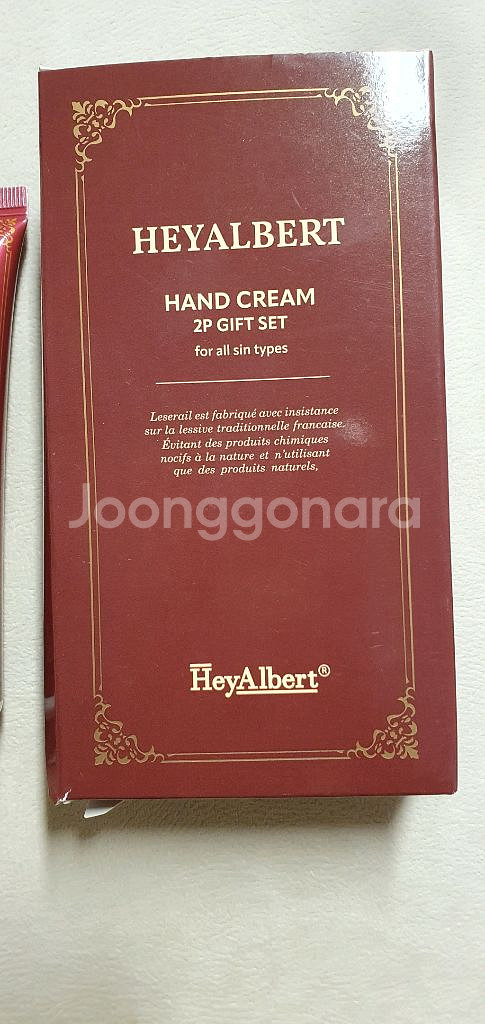 HEYALBERT
HAND CREAM
2P GIFT SET
for all sin types
Leserail est fabriqué avec insistance
sur la lessive traditionnelle francaise.
Évitant des produits chimiques
nocifs à la nature et n'utilisant
que des produits naturels,
Joonggonara
HeyAlbert®